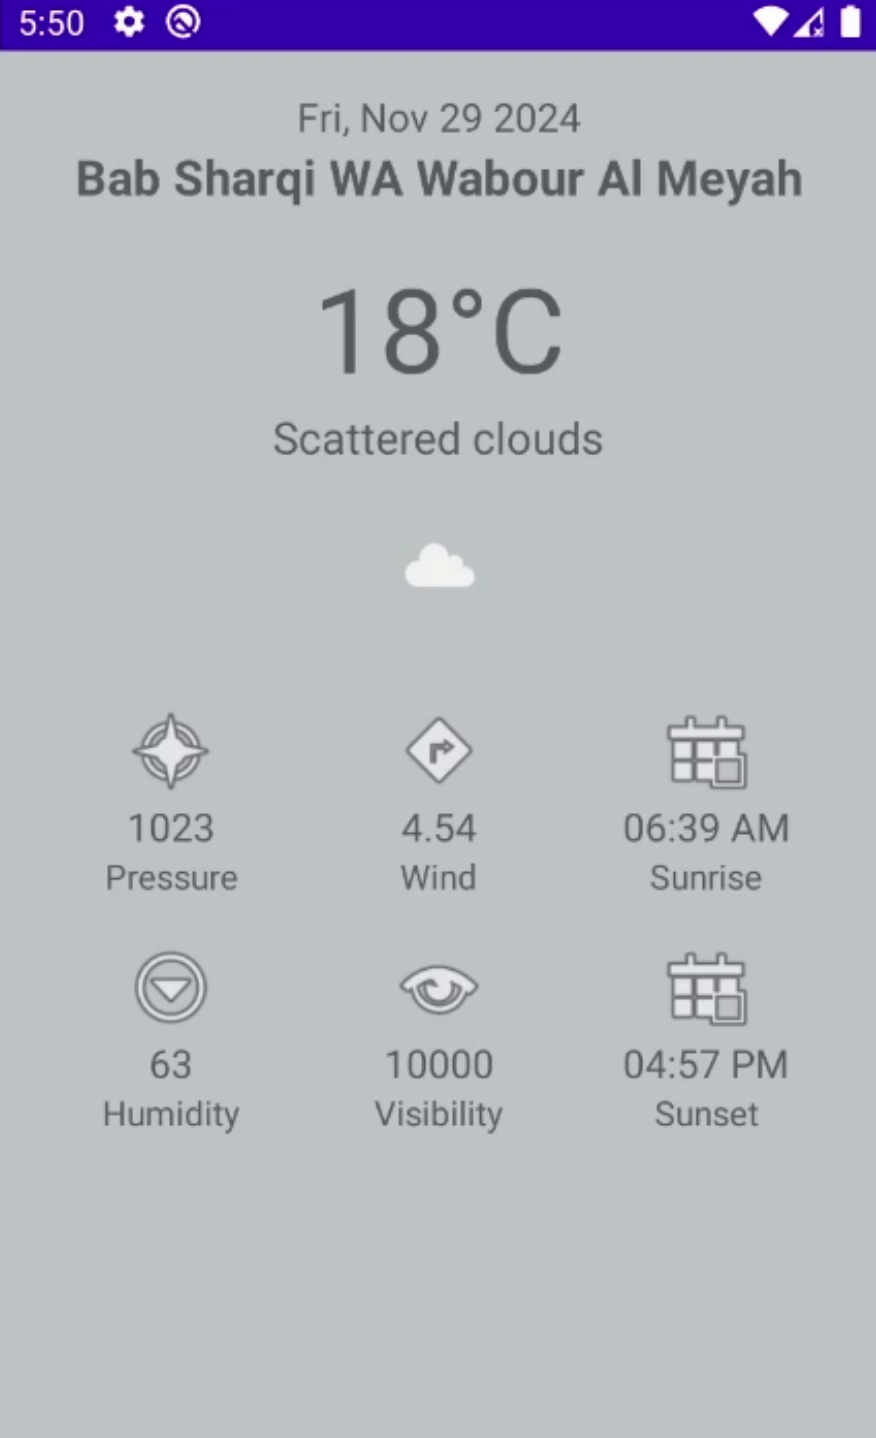 5:50
Fri, Nov 29 2024
Bab Sharqi WA Wabour Al Meyah
18°C
Scattered clouds
1023 4.54 06:39 AM
Pressure Wind Sunrise
63 10000 04:57 PM
Humidity Visibility Sunset